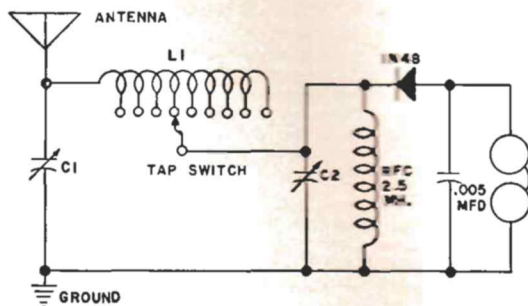 ANTENNA
L1
1N48
C1
TAP SWITCH
C2
RFC
2.5
MH.
.005
MFD
GROUND